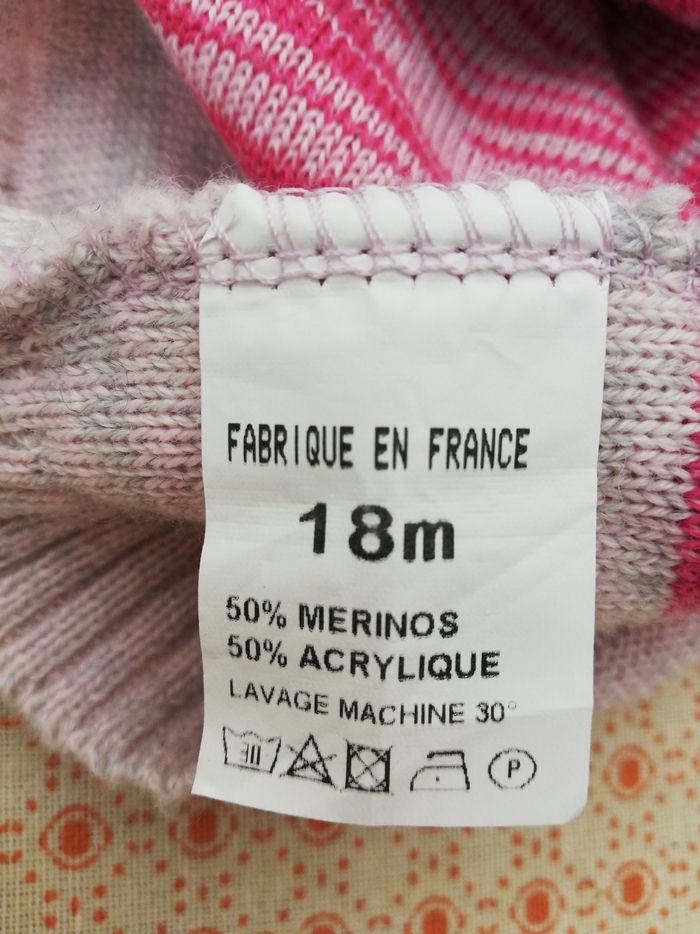 FABRIQUE EN FRANCE
18m
50% MERINOS
50% ACRYLIQUE
LAVAGE MACHINE 30°
P